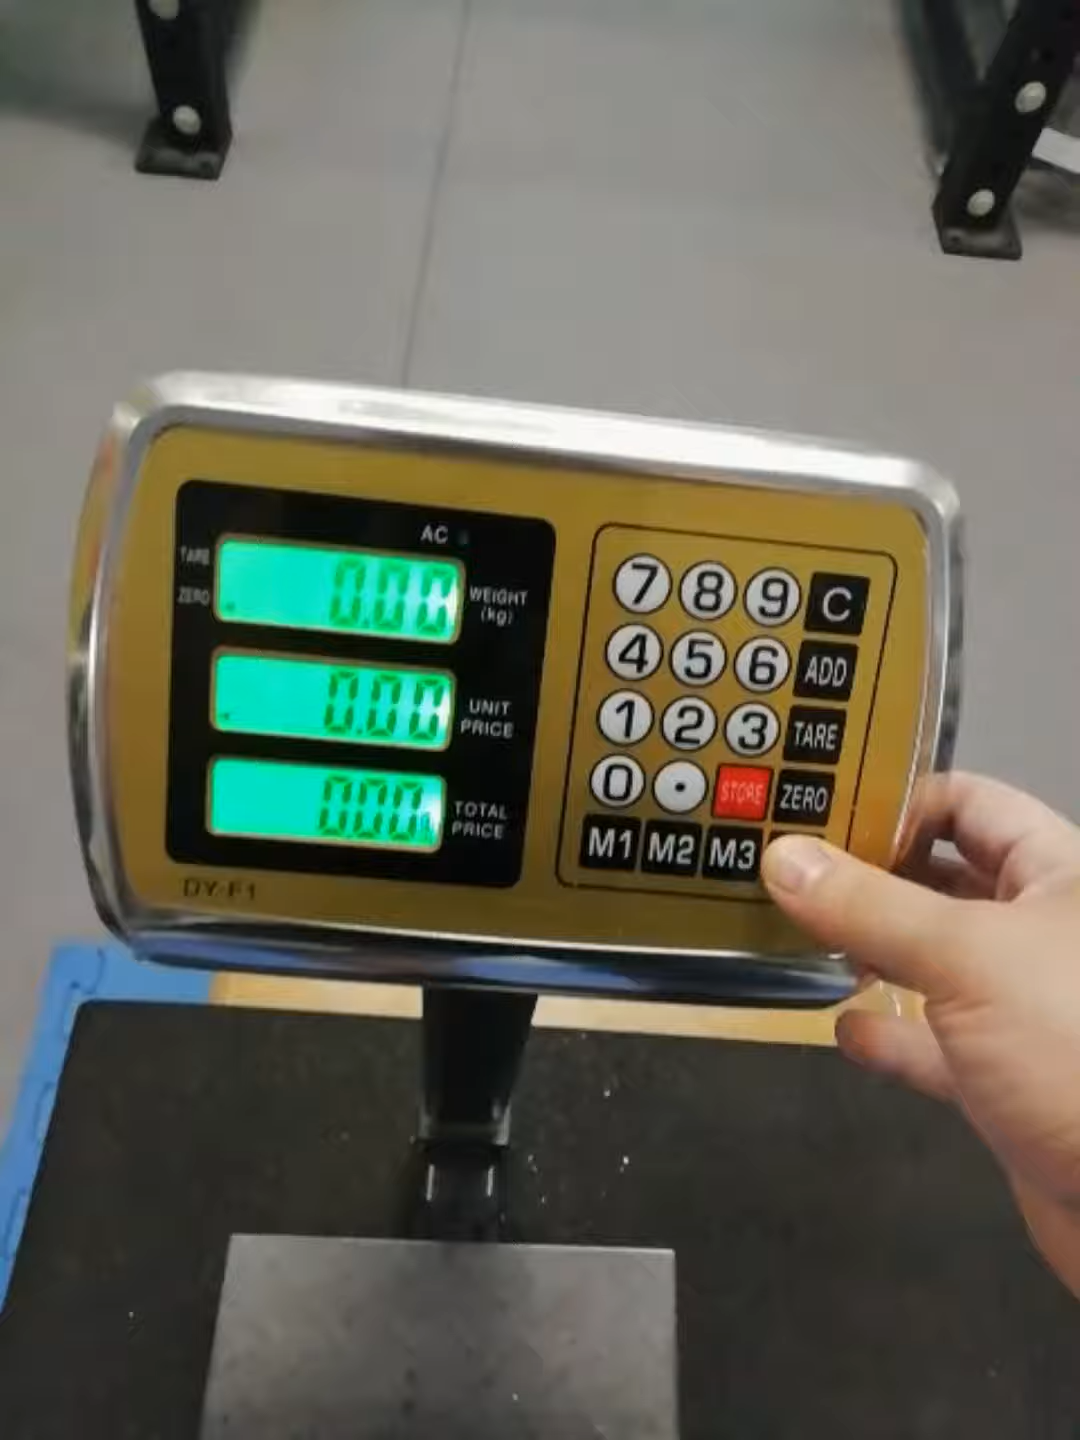 AC
TARE
ZERO
0.00
WEIGHT
(kg)
0.00
UNIT
PRICE
0.00
TOTAL
PRICE
DY-F1
7 8 9 C
4 5 6 ADD
1 2 3 TARE
0 . STORE ZERO
M1 M2 M3